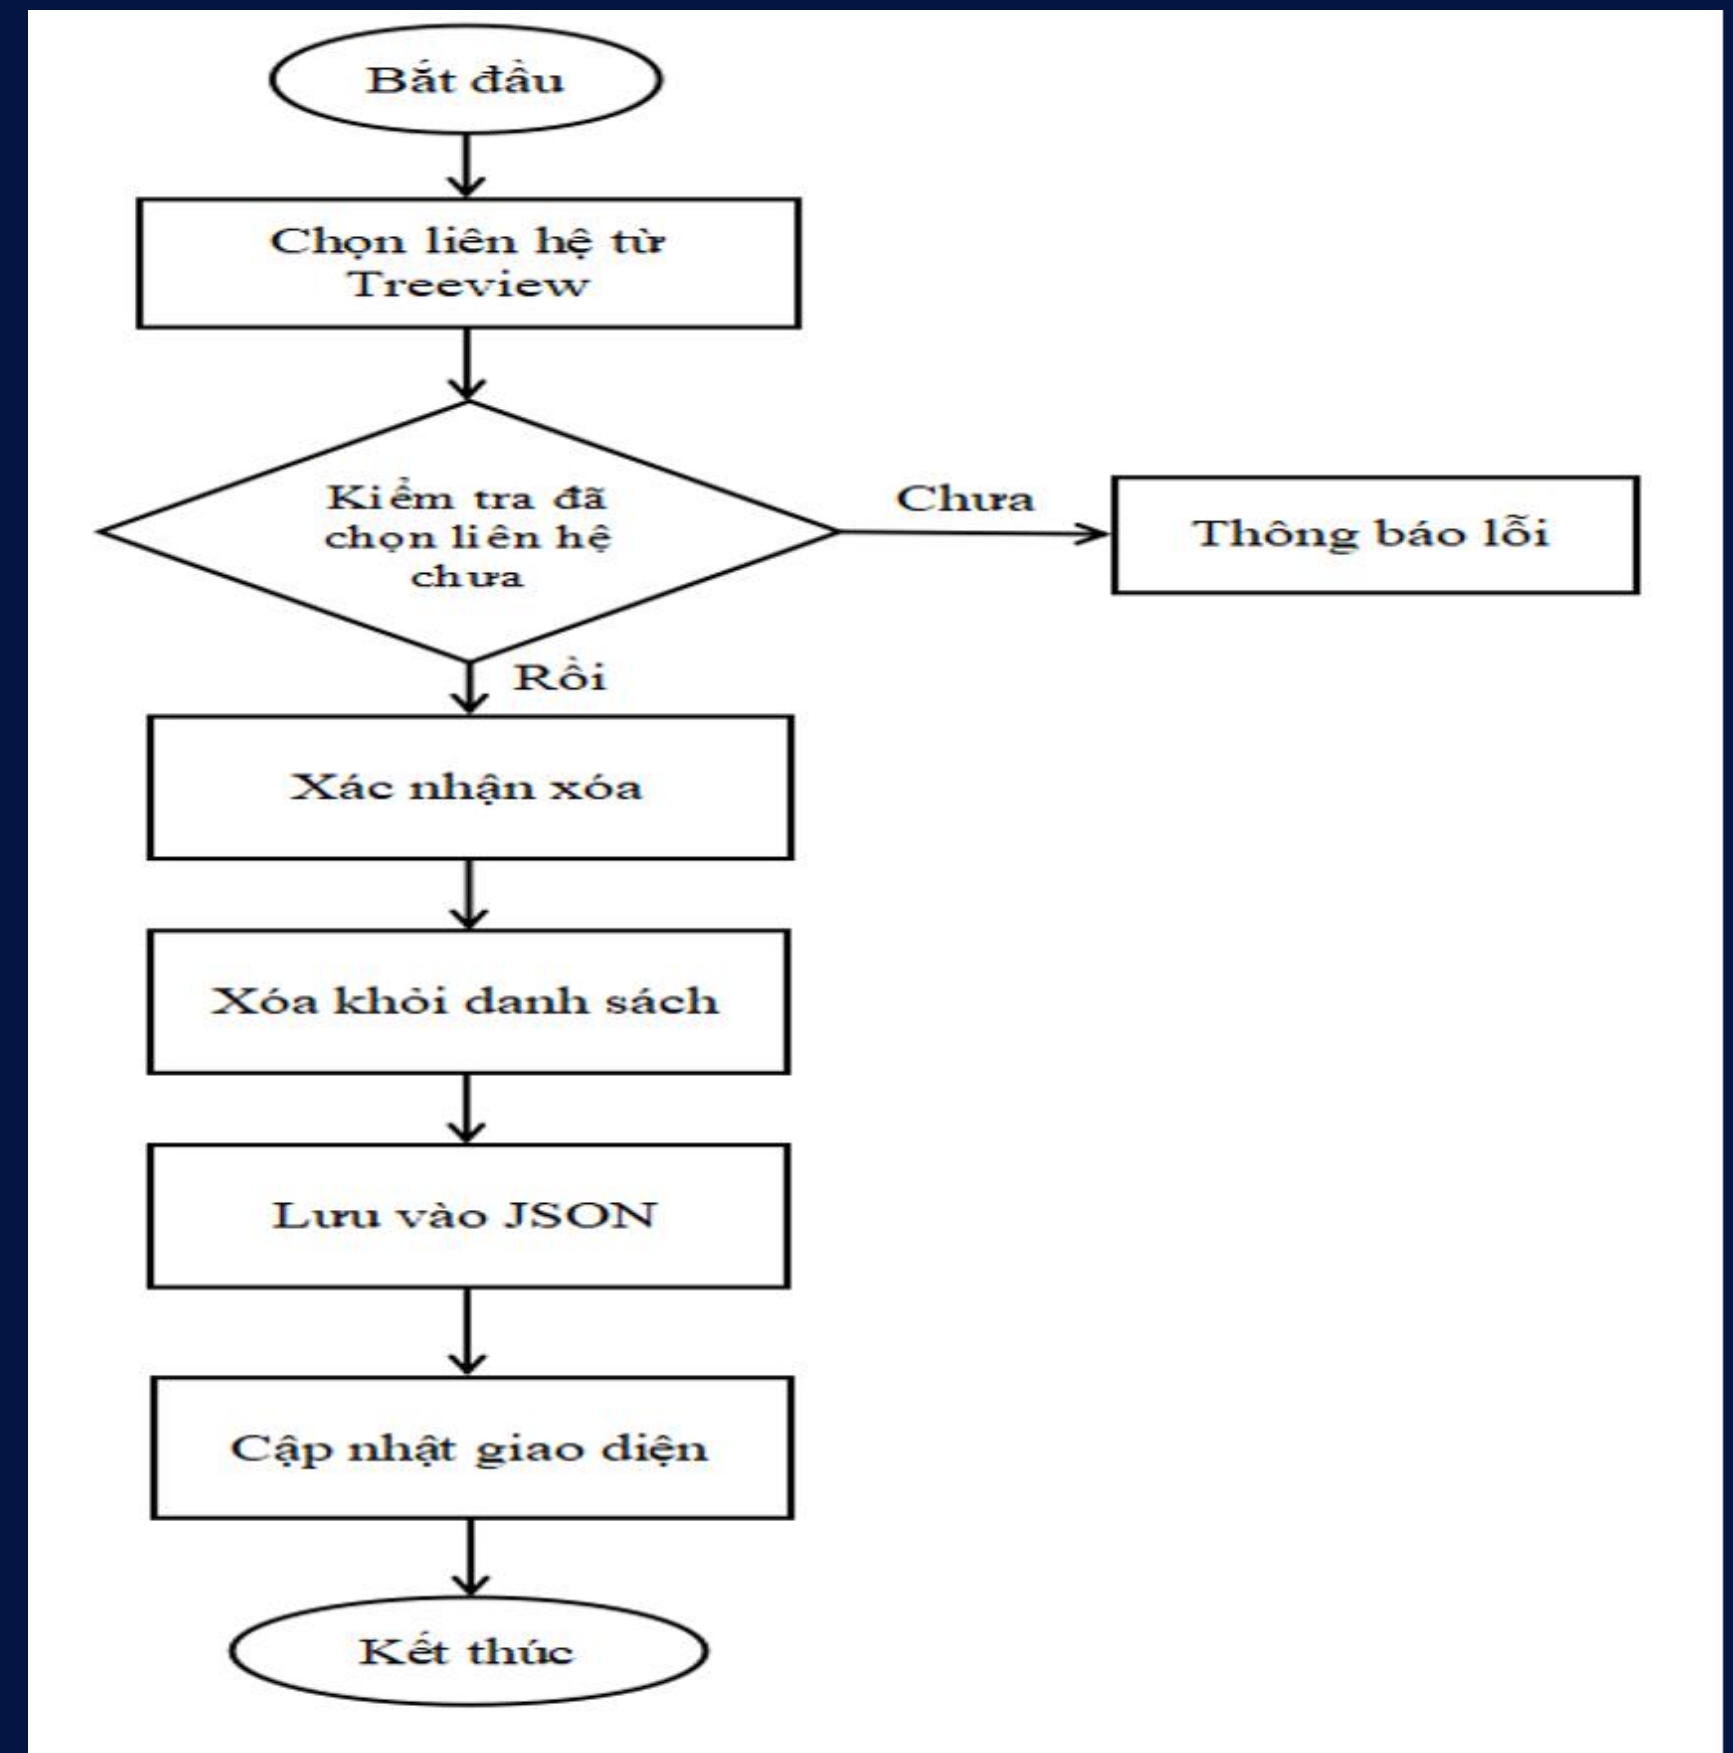 Bắt đầu
Chọn liên hệ từ
Treeview
Kiểm tra đã
chọn liên hệ
chưa
Chưa
Thông báo lỗi
Rồi
Xác nhận xóa
Xóa khỏi danh sách
Lưu vào JSON
Cập nhật giao diện
Kết thúc